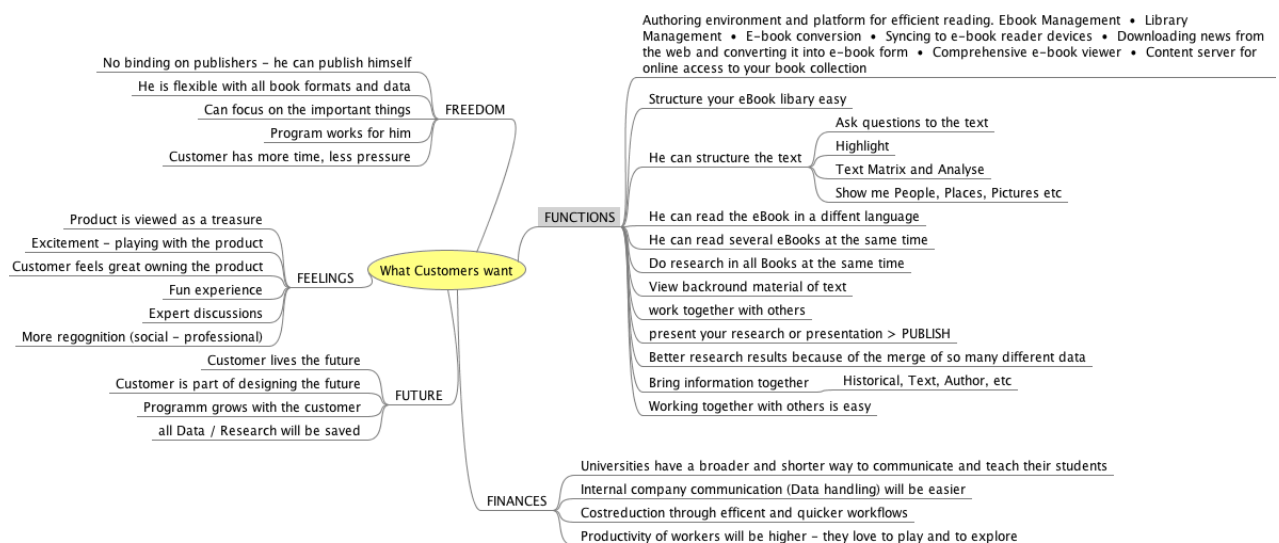 What Customers want
FREEDOM
No binding on publishers – he can publish himself
He is flexible with all book formats and data
Can focus on the important things
Program works for him
Customer has more time, less pressure
FEELINGS
Product is viewed as a treasure
Excitement – playing with the product
Customer feels great owning the product
Fun experience
Expert discussions
More regognition (social – professional)
FUTURE
Customer lives the future
Customer is part of designing the future
Programm grows with the customer
all Data / Research will be saved
FUNCTIONS
Authoring environment and platform for efficient reading. Ebook Management • Library
Management • E-book conversion • Syncing to e-book reader devices • Downloading news from
the web and converting it into e-book form • Comprehensive e-book viewer • Content server for
online access to your book collection
Structure your eBook libary easy
He can structure the text
Ask questions to the text
Highlight
Text Matrix and Analyse
Show me People, Places, Pictures etc
He can read the eBook in a diffent language
He can read several eBooks at the same time
Do research in all Books at the same time
View backround material of text
work together with others
present your research or presentation > PUBLISH
Better research results because of the merge of so many different data
Bring information together
Historical, Text, Author, etc
Working together with others is easy
FINANCES
Universities have a broader and shorter way to communicate and teach their students
Internal company communication (Data handling) will be easier
Costreduction through efficent and quicker workflows
Productivity of workers will be higher – they love to play and to explore